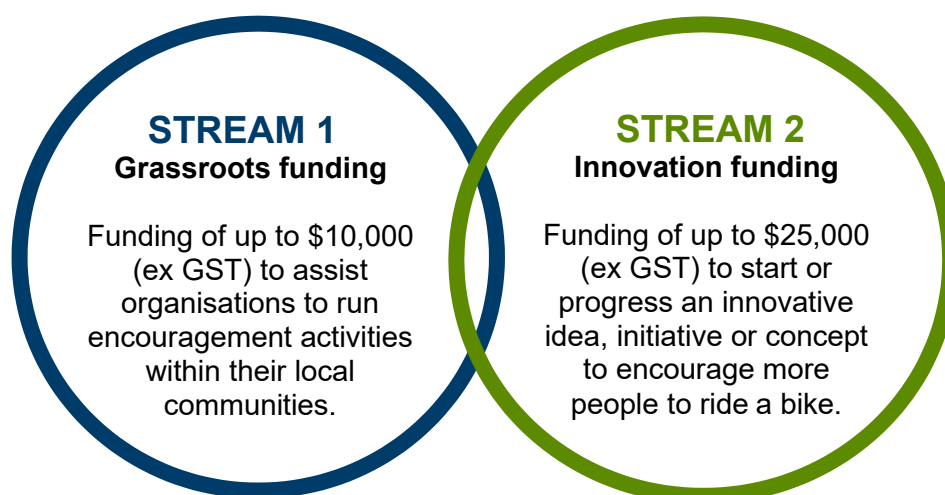 STREAM 1
Grassroots funding
Funding of up to $10,000
(ex GST) to assist
organisations to run
encouragement activities
within their local
communities.
STREAM 2
Innovation funding
Funding of up to $25,000
(ex GST) to start or
progress an innovative
idea, initiative or concept
to encourage more
people to ride a bike.